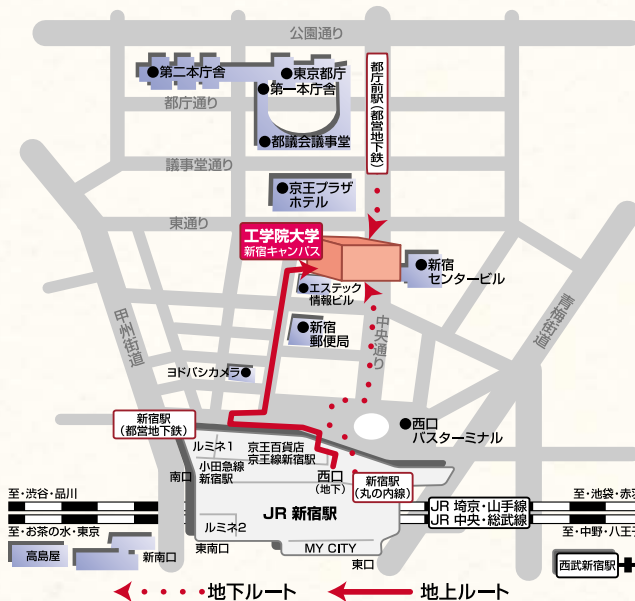 公園通り
●第二本庁舎
●東京都庁
●第一本庁舎
都庁前駅(都営地下鉄)
都庁通り
●都議会議事堂
議事堂通り
●京王プラザ
ホテル
東通り
工学院大学
新宿キャンパス
●新宿
センタービル
●エステック
情報ビル
青梅街道
甲州街道
●新宿
郵便局
中央通り
ヨドバシカメラ●
新宿駅
(都営地下鉄)
●西口
バスターミナル
ルミネ1
京王百貨店
京王線新宿駅
小田急線
新宿駅
南口
西口
(地下)
新宿駅
(丸の内線)
至・渋谷・品川
至・お茶の水・東京
JR 新宿駅
JR 埼京・山手線
JR 中央・総武線
至・池袋・赤
至・中野・八王
ルミネ2
高島屋
新南口
東南口
MY CITY
東口
西武新宿駅
地下ルート
地上ルート